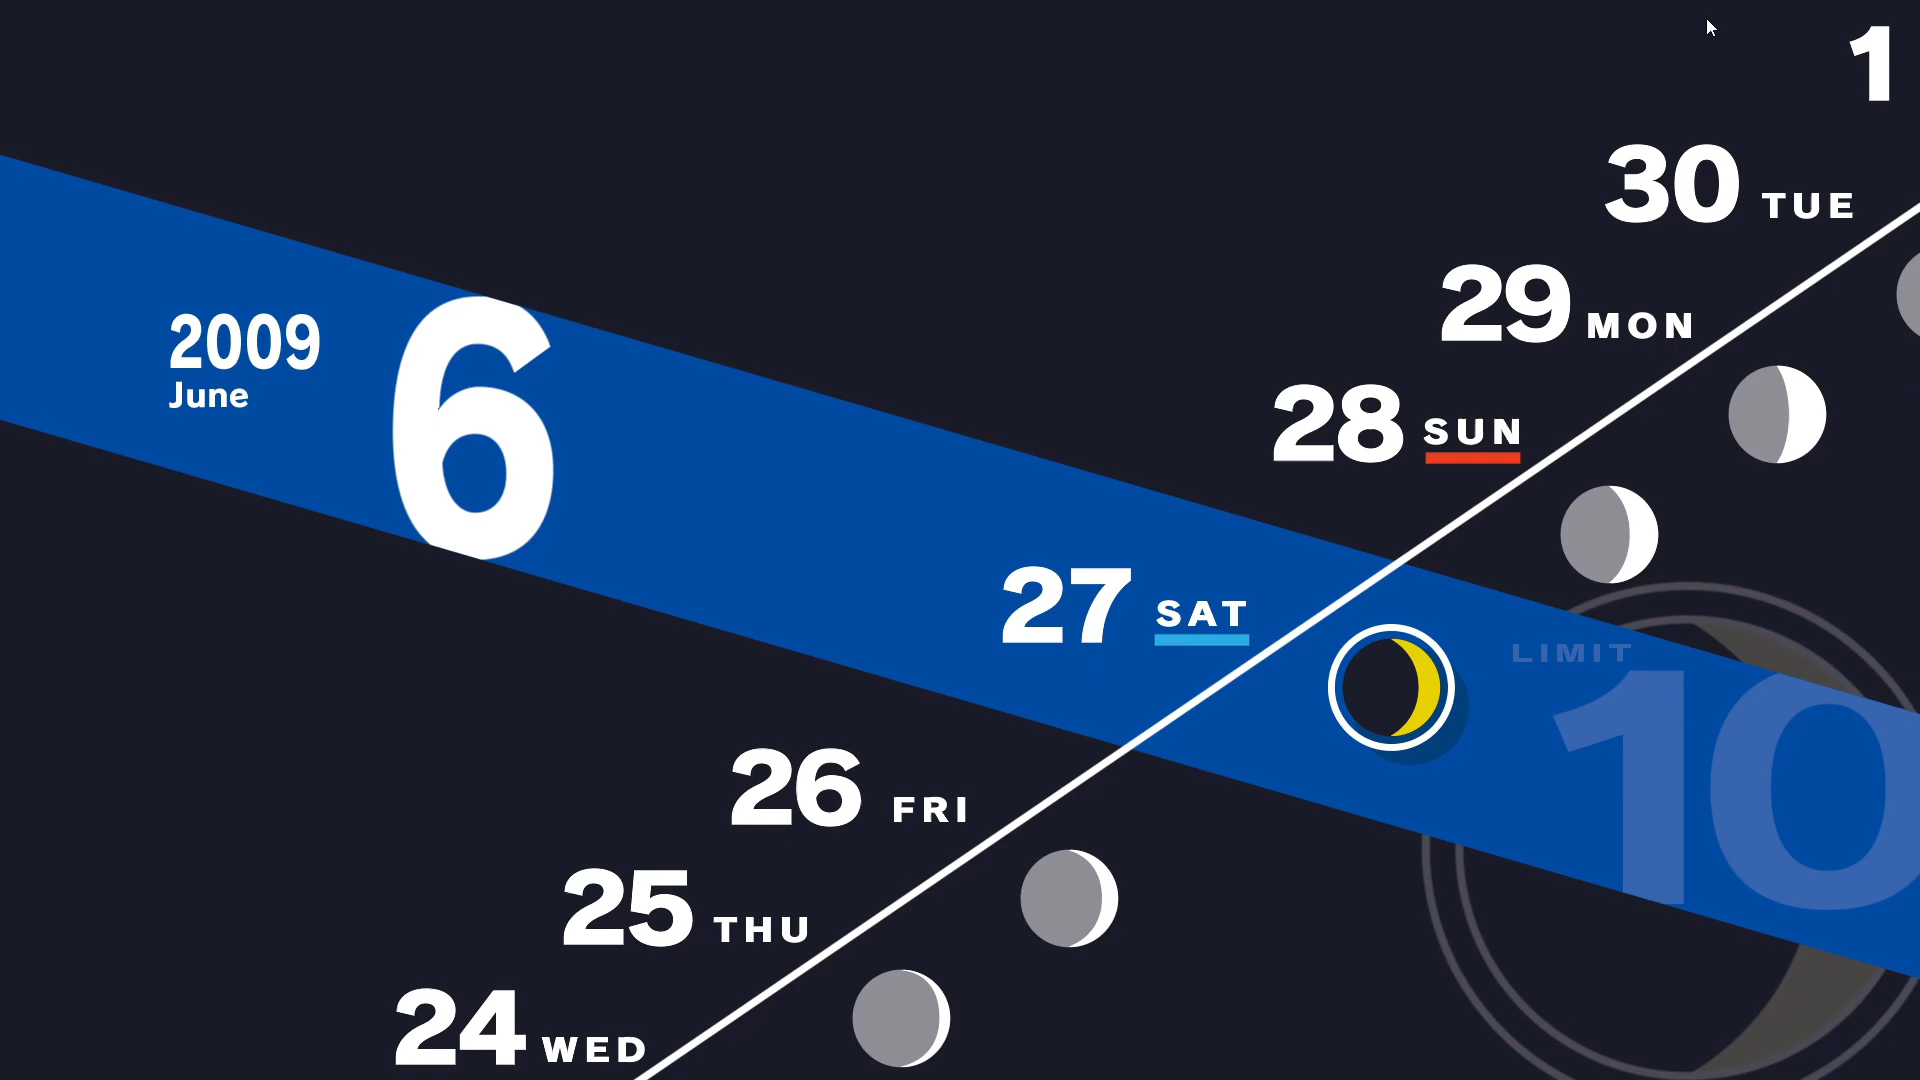 1
30 TUE
29 MON
28 SUN
2009
June
6
27 SAT
LIMIT
10
26 FRI
25 THU
24 WED